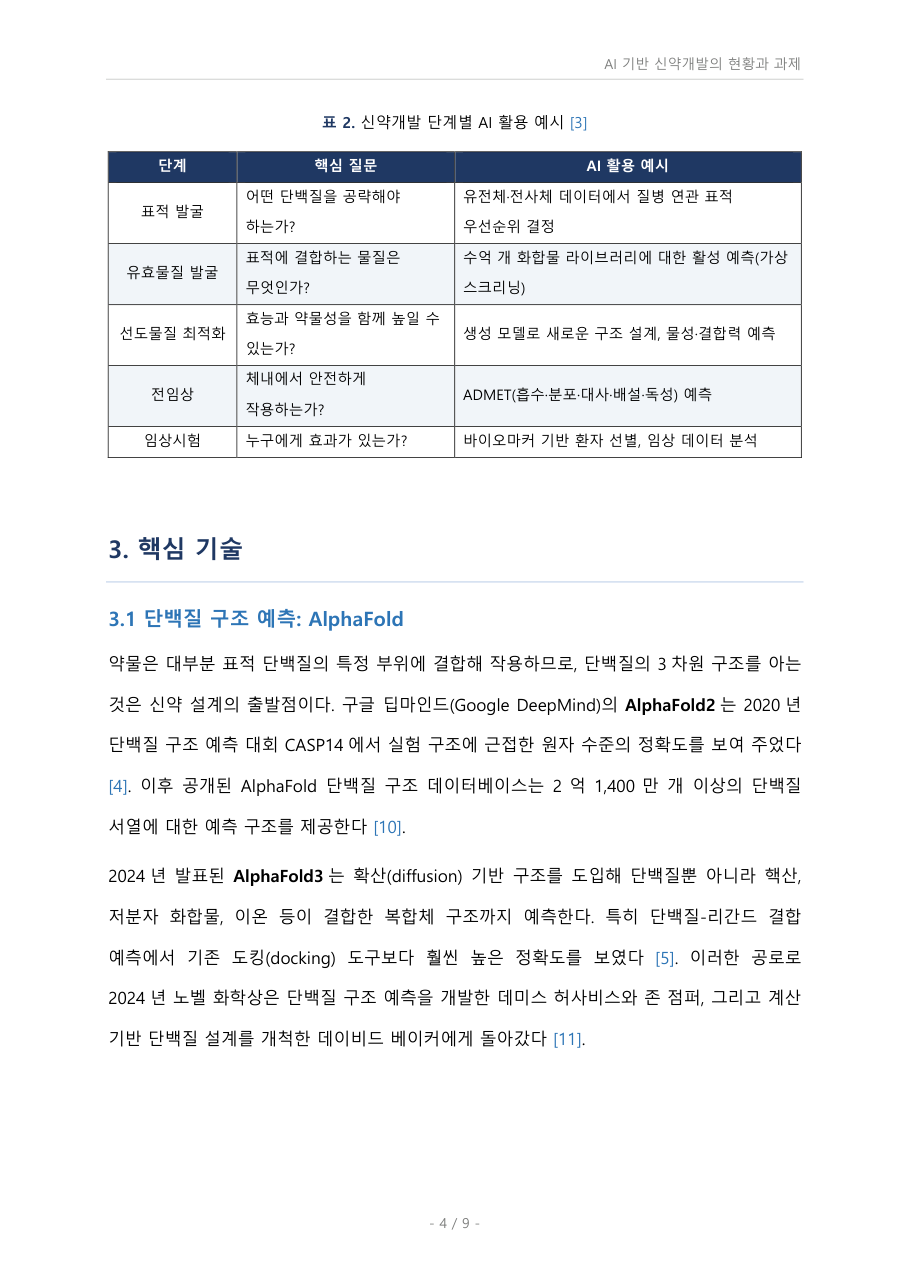 AI 기반 신약개발의 현황과 과제
표 2. 신약개발 단계별 AI 활용 예시 [3]
단계 핵심 질문 AI 활용 예시
표적 발굴
어떤 단백질을 공략해야
하는가?
유전체·전사체 데이터에서 질병 연관 표적
우선순위 결정
유효물질 발굴
표적에 결합하는 물질은
무엇인가?
수억 개 화합물 라이브러리에 대한 활성 예측(가상
스크리닝)
선도물질 최적화
효능과 약물성을 함께 높일 수
있는가?
생성 모델로 새로운 구조 설계, 물성·결합력 예측
전임상
체내에서 안전하게
작용하는가?
ADMET(흡수·분포·대사·배설·독성) 예측
임상시험 누구에게 효과가 있는가? 바이오마커 기반 환자 선별, 임상 데이터 분석
3. 핵심 기술
3.1 단백질 구조 예측: AlphaFold
약물은 대부분 표적 단백질의 특정 부위에 결합해 작용하므로, 단백질의 3 차원 구조를 아는
것은 신약 설계의 출발점이다. 구글 딥마인드(Google DeepMind)의 AlphaFold2 는 2020 년
단백질 구조 예측 대회 CASP14 에서 실험 구조에 근접한 원자 수준의 정확도를 보여 주었다
[4]. 이후 공개된 AlphaFold 단백질 구조 데이터베이스는 2 억 1,400 만 개 이상의 단백질
서열에 대한 예측 구조를 제공한다 [10].
2024 년 발표된 AlphaFold3 는 확산(diffusion) 기반 구조를 도입해 단백질뿐 아니라 핵산,
저분자 화합물, 이온 등이 결합한 복합체 구조까지 예측한다. 특히 단백질-리간드 결합
예측에서 기존 도킹(docking) 도구보다 훨씬 높은 정확도를 보였다 [5]. 이러한 공로로
2024 년 노벨 화학상은 단백질 구조 예측을 개발한 데미스 허사비스와 존 점퍼, 그리고 계산
기반 단백질 설계를 개척한 데이비드 베이커에게 돌아갔다 [11].
- 4 / 9 -